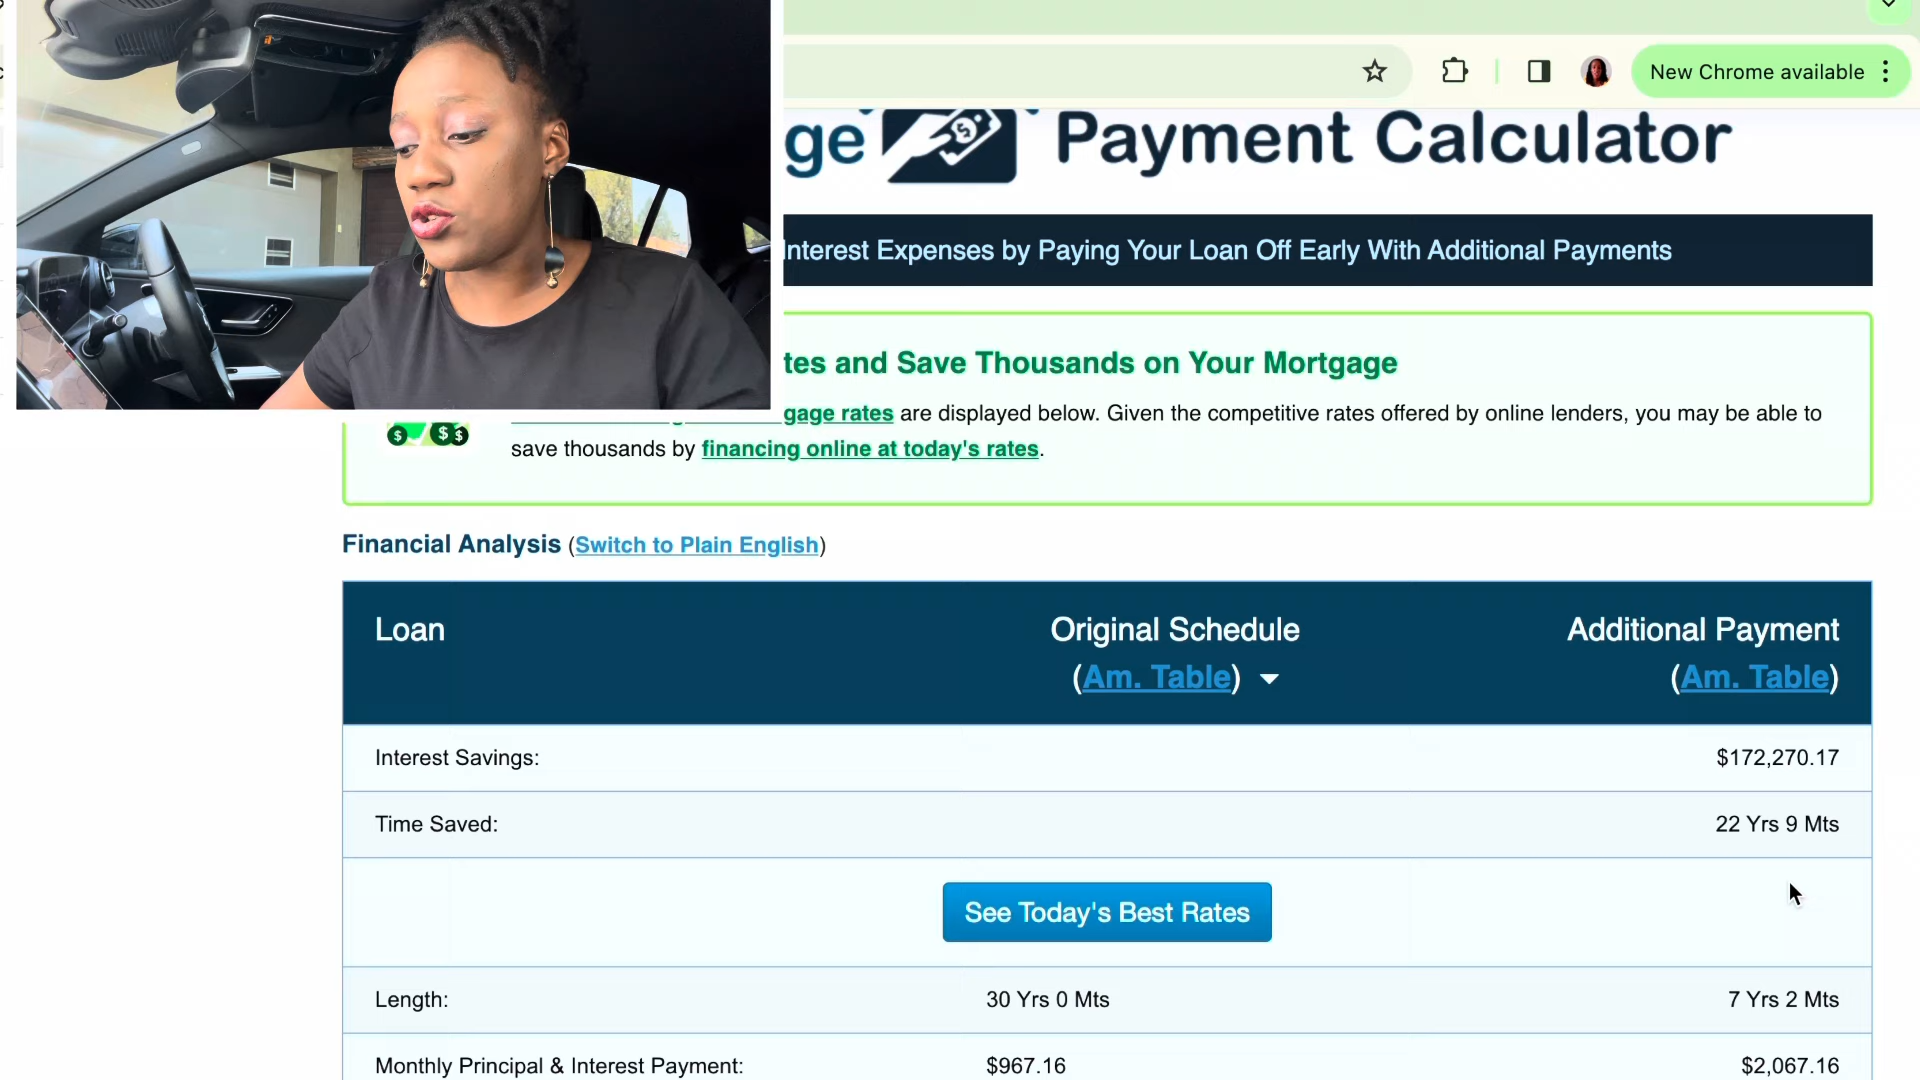 New Chrome available
ge Payment Calculator
Interest Expenses by Paying Your Loan Off Early With Additional Payments
tes and Save Thousands on Your Mortgage
gage rates are displayed below. Given the competitive rates offered by online lenders, you may be able to
save thousands by financing online at today's rates.
Financial Analysis (Switch to Plain English)
Loan
Original Schedule
(Am. Table)
Additional Payment
(Am. Table)
Interest Savings: $172,270.17
Time Saved: 22 Yrs 9 Mts
See Today's Best Rates
Length: 30 Yrs 0 Mts 7 Yrs 2 Mts
Monthly Principal & Interest Payment: $967.16 $2,067.16